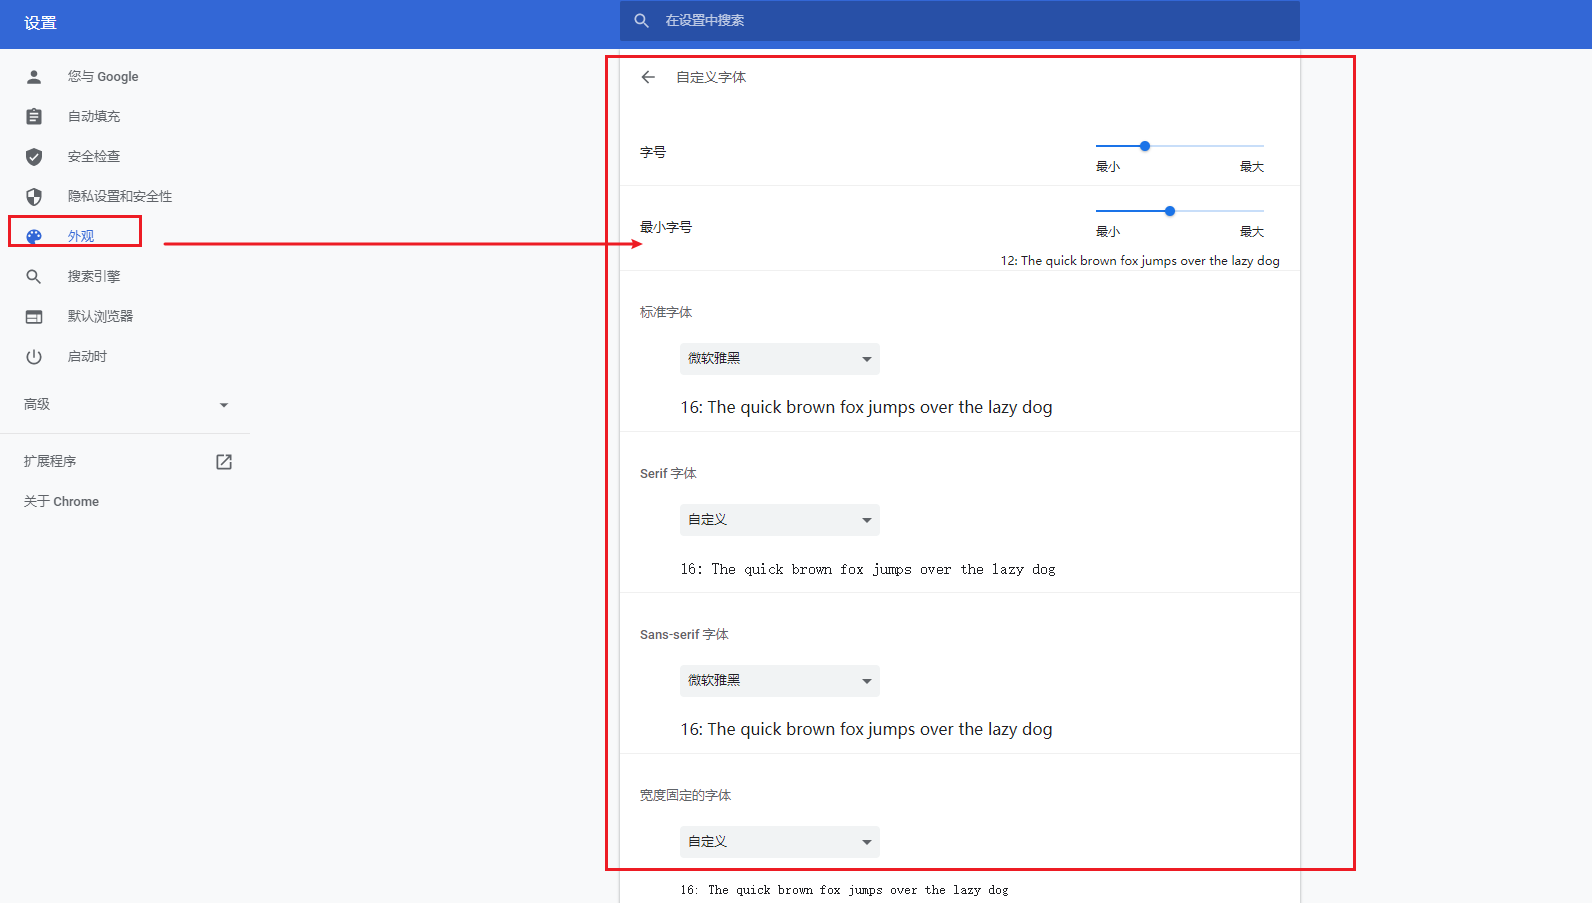 设置
在设置中搜索
您与 Google
自动填充
安全检查
隐私设置和安全性
外观
搜索引擎
默认浏览器
启动时
高级
扩展程序
关于 Chrome
自定义字体
字号
最小 最大
最小字号
最小 最大
12: The quick brown fox jumps over the lazy dog
标准字体
微软雅黑
16: The quick brown fox jumps over the lazy dog
Serif 字体
自定义
16: The quick brown fox jumps over the lazy dog
Sans-serif 字体
微软雅黑
16: The quick brown fox jumps over the lazy dog
宽度固定的字体
自定义
16: The quick brown fox jumps over the lazy dog